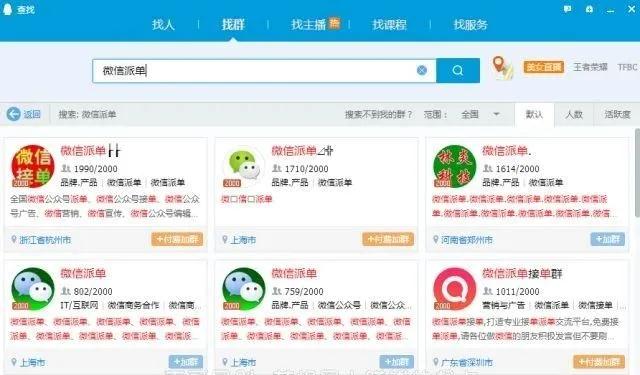 查找
找人
找群
找主播 热
找课程
找服务
微信派单
美女直播
王者荣耀
TFBC
返回
搜索: 微信派单
搜索不到我的群？
范围：
全国
默认
人数
活跃度
微信接单
2000
微信派单
1990/2000
品牌.产品 | 微信派单 | 微信派单
全国微信公众号派单、微信公众号接单、微信公
众号广告、微信营销、微信宣传、微信公众号编辑...
浙江省杭州市
+付费加群
2000
微信派单
1710/2000
品牌.产品 | 微信派单 | 微信派单
微口信口派单
上海市
+付费加群
林炎科技
2000
微信派单.
1614/2000
品牌.产品 | 微信派单 | 微信派单
微信派单.微信派单.微信派单.微信派单.微信派
单.微信派单.微信派单.微信派单.微信派单.微信...
河南省郑州市
+加群
2000
微信派单
802/2000
IT/互联网 | 微信商务合作 | 微信商...
微信派单、微信派单、微信派单、微信派单、微信
派单、微信派单、微信派单、微信派单、微信派...
上海市
+加群
2000
微信派单
759/2000
品牌.产品 | 微信公众号 | 微信公...
微信派单、微信派单、微信派单、微信派单、微信
派单、微信派单、微信派单、微信派单、微信派...
上海市
+加群
2000
微信派单接单群
1011/2000
营销与广告 | 微信派单 | 微信接单...
微信派单接单,打造专业接单派单交流平台,免费接
单派单,请各位做微信的朋友积极发言但不要刷...
广东省深圳市
+付费加群